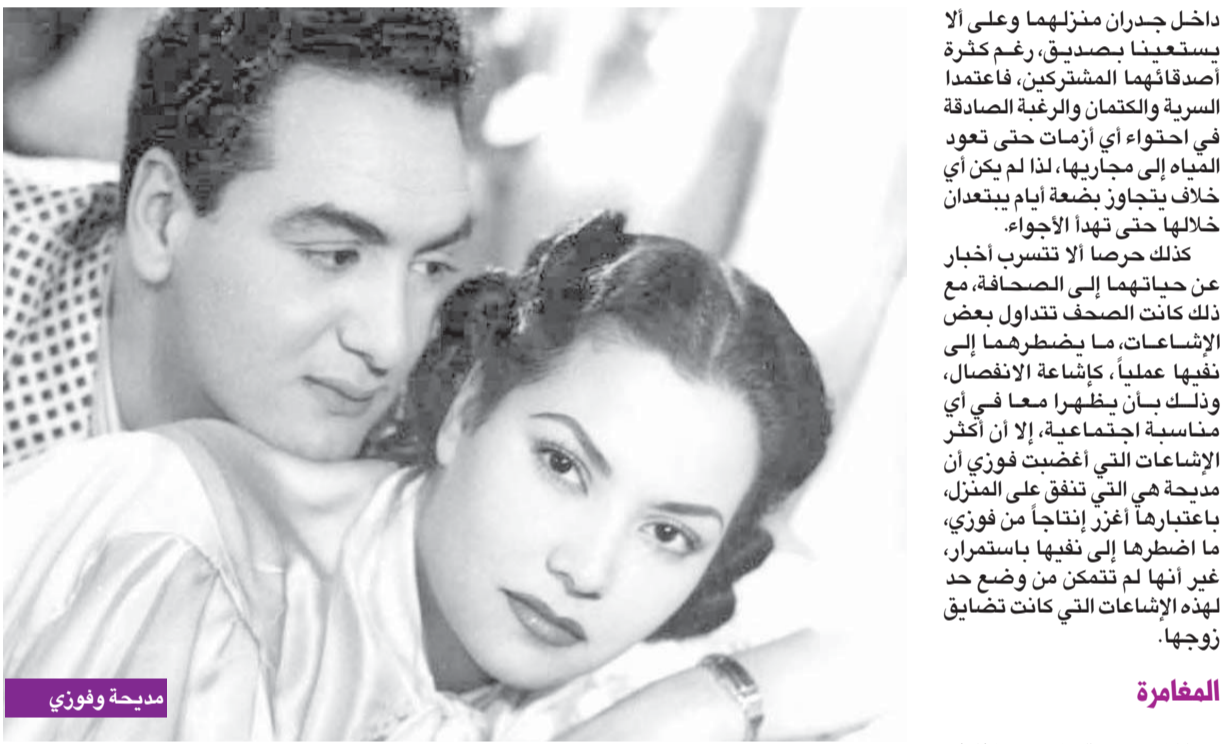 داخل جدران منزلهما وعلى ألا
يستعينا بصديق، رغم كثرة
أصدقائهما المشتركين، فاعتمدا
السرية والكتمان والرغبة الصادقة
في احتواء أي أزمات حتى تعود
المياه إلى مجاريها، لذا لم يكن أي
خلاف يتجاوز بضعة أيام يبتعدان
خلالها حتى تهدأ الأجواء.
كذلك حرصا ألا تتسرب أخبار
عن حياتهما إلى الصحافة، مع
ذلك كانت الصحف تتداول بعض
الإشاعات، ما يضطرهما إلى
نفيها عملياً، كإشاعة الانفصال،
وذلك بأن يظهرا معا في أي
مناسبة اجتماعية، إلا أن أكثر
الإشاعات التي أغضبت فوزي أن
مديحة هي التي تنفق على المنزل،
باعتبارها أغزر إنتاجاً من فوزي،
ما اضطرها إلى نفيها باستمرار،
غير أنها لم تتمكن من وضع حد
لهذه الإشاعات التي كانت تضايق
زوجها.
المغامرة
مديحة وفوزي